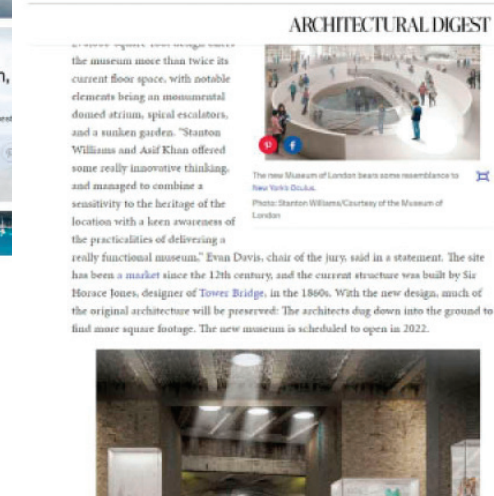 ARCHITECTURAL DIGEST
the museum more than twice its
current floor space, with notable
elements being an monumental
domed atrium, spiral escalators,
and a sunken garden. "Stanton
Williams and Asif Khan offered
some really innovative thinking,
and managed to combine a
sensitivity to the heritage of the
location with a keen awareness of
the practicalities of delivering a
The new Museum of London bears some resemblance to
New York's Oculus.
Photo: Stanton Williams/Courtesy of the Museum of
London
really functional museum," Evan Davis, chair of the jury, said in a statement. The site
has been a market since the 12th century, and the current structure was built by Sir
Horace Jones, designer of Tower Bridge, in the 1860s. With the new design, much of
the original architecture will be preserved: The architects dug down into the ground to
find more square footage. The new museum is scheduled to open in 2022.